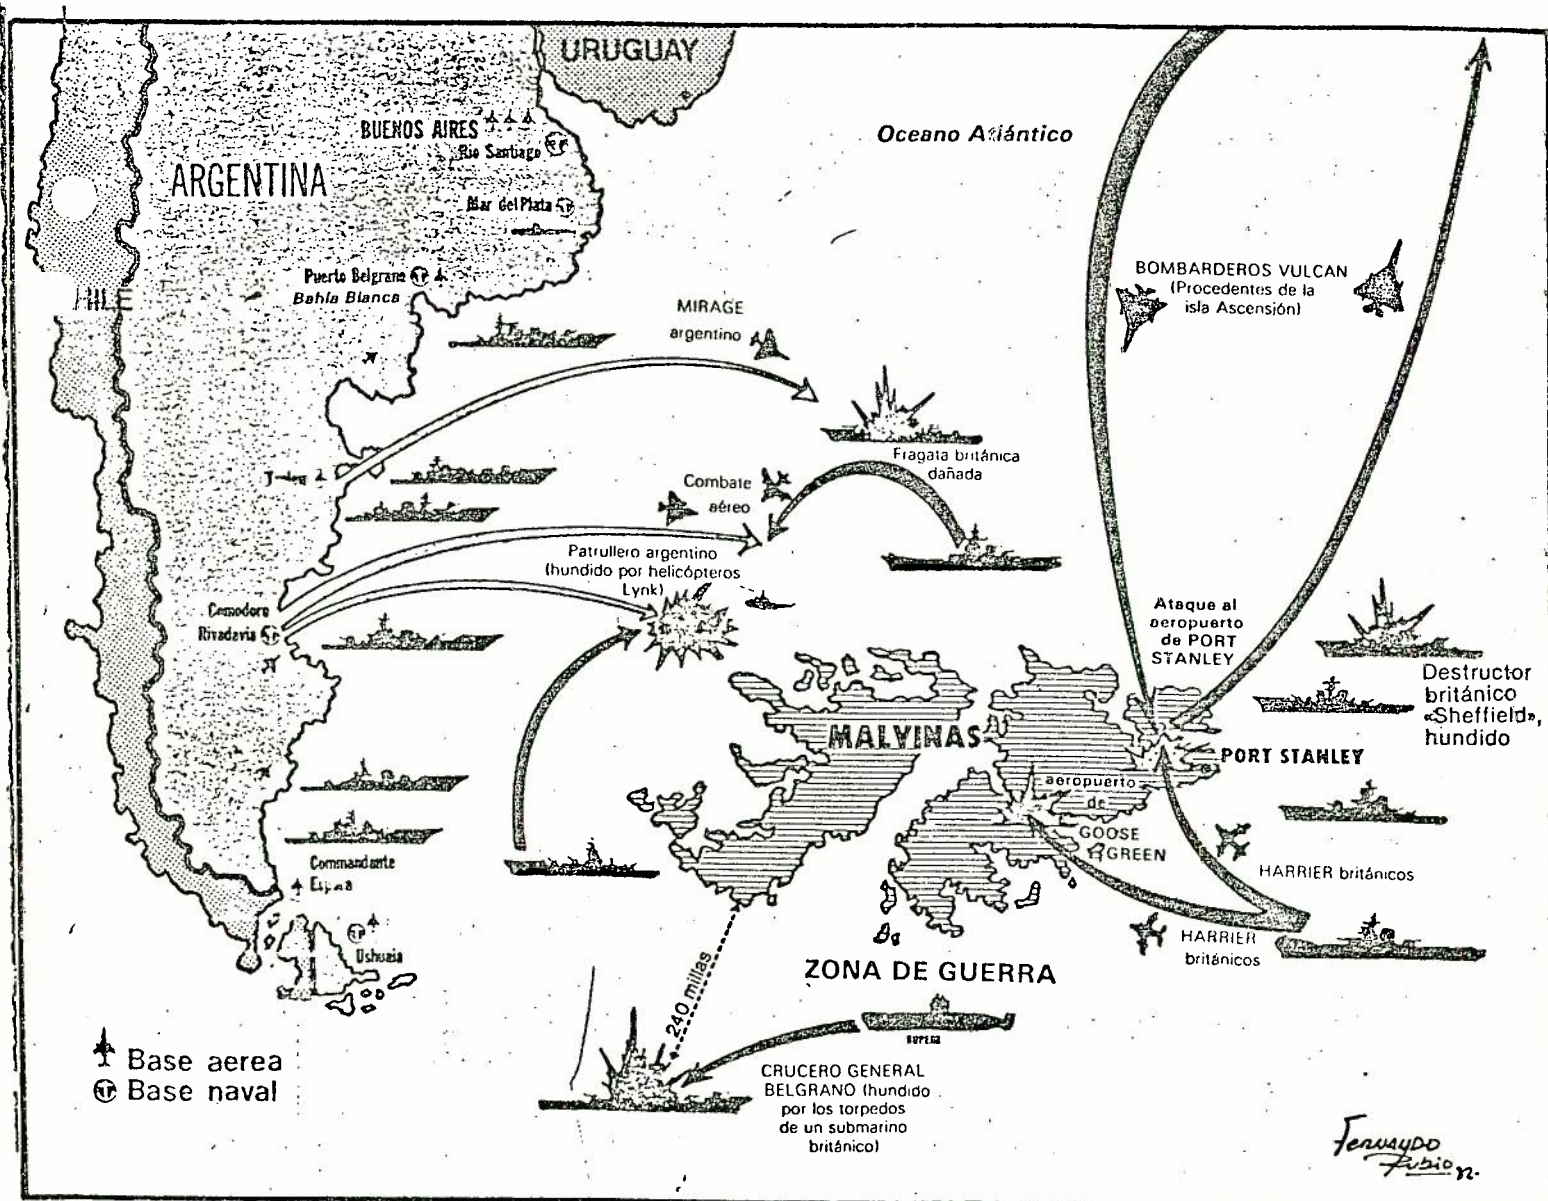 URUGUAY
BUENOS AIRES
Rio Santiago
Oceano Atlántico
ARGENTINA
Mar del Plata
Puerto Belgrano
Bahía Blanca
BOMBARDEROS VULCAN
(Procedentes de la
isla Ascensión)
MIRAGE
argentino
Fragata británica
dañada
Combate
aéreo
Patrullero argentino
(hundido por helicópteros
Lynk)
Comodoro
Rivadavia
Ataque al
aeropuerto
de PORT
STANLEY
Destructor
británico
«Sheffield»,
hundido
MALVINAS
PORT STANLEY
aeropuerto
de
GOOSE
GREEN
HARRIER británicos
HARRIER
británicos
Commandante
Ushuaia
ZONA DE GUERRA
240 millas
Base aerea
Base naval
CRUCERO GENERAL
BELGRANO (hundido
por los torpedos
de un submarino
británico)
Fernando
Rubio 82.